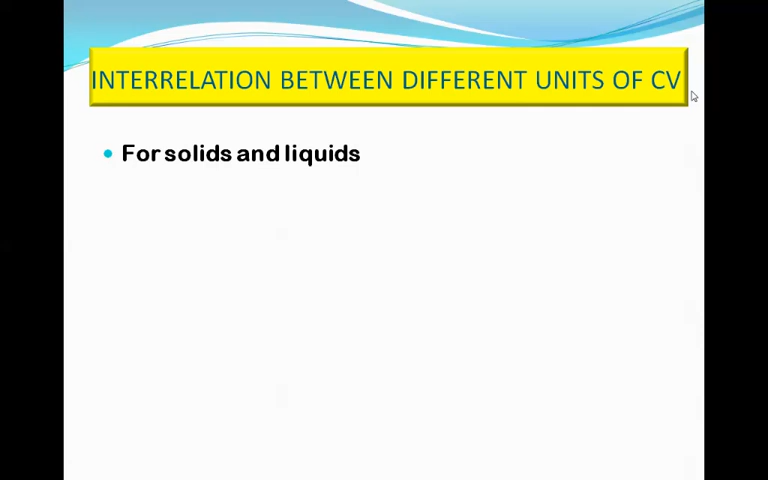 INTERRELATION BETWEEN DIFFERENT UNITS OF CV
• For solids and liquids